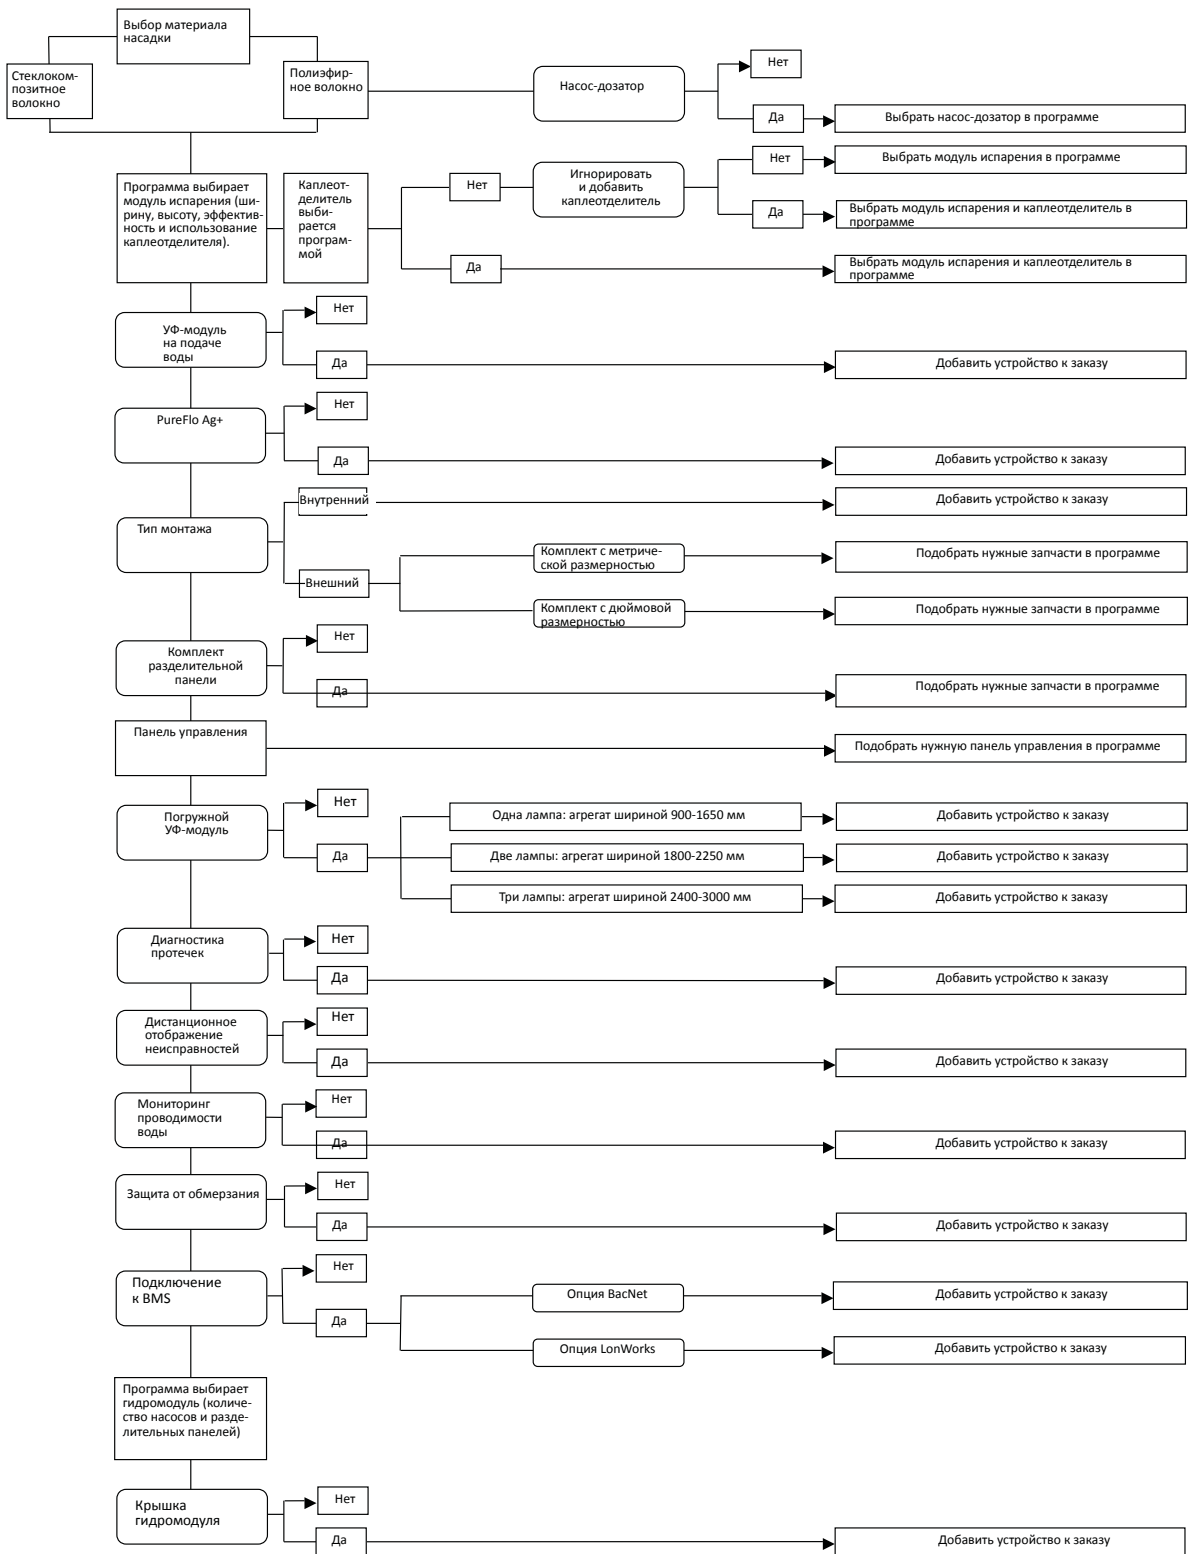 Выбор материала
насадки
Стеклоком-
позитное
волокно
Полиэфир-
ное волокно
Насос-дозатор
Нет
Да
Выбрать насос-дозатор в программе
Программа выбирает
модуль испарения (ши-
рину, высоту, эффектив-
ность и использование
каплеотделителя).
Каплеот-
делитель
выби-
рается
програм-
мой
Нет
Игнорировать
и добавить
каплеотделитель
Нет
Выбрать модуль испарения в программе
Да
Выбрать модуль испарения и каплеотделитель в
программе
Да
Выбрать модуль испарения и каплеотделитель в
программе
УФ-модуль
на подаче
воды
Нет
Да
Добавить устройство к заказу
PureFlo Ag+
Нет
Да
Добавить устройство к заказу
Тип монтажа
Внутренний
Добавить устройство к заказу
Внешний
Комплект с метриче-
ской размерностью
Подобрать нужные запчасти в программе
Комплект с дюймовой
размерностью
Подобрать нужные запчасти в программе
Комплект
разделительной
панели
Нет
Да
Подобрать нужные запчасти в программе
Панель управления
Подобрать нужную панель управления в программе
Погружной
УФ-модуль
Нет
Да
Одна лампа: агрегат шириной 900-1650 мм
Добавить устройство к заказу
Две лампы: агрегат шириной 1800-2250 мм
Добавить устройство к заказу
Три лампы: агрегат шириной 2400-3000 мм
Добавить устройство к заказу
Диагностика
протечек
Нет
Да
Добавить устройство к заказу
Дистанционное
отображение
неисправностей
Нет
Да
Добавить устройство к заказу
Мониторинг
проводимости
воды
Нет
Да
Добавить устройство к заказу
Защита от обмерзания
Нет
Да
Добавить устройство к заказу
Подключение
к BMS
Нет
Да
Опция BacNet
Добавить устройство к заказу
Опция LonWorks
Добавить устройство к заказу
Программа выбирает
гидромодуль (количе-
ство насосов и разде-
лительных панелей)
Крышка
гидромодуля
Нет
Да
Добавить устройство к заказу